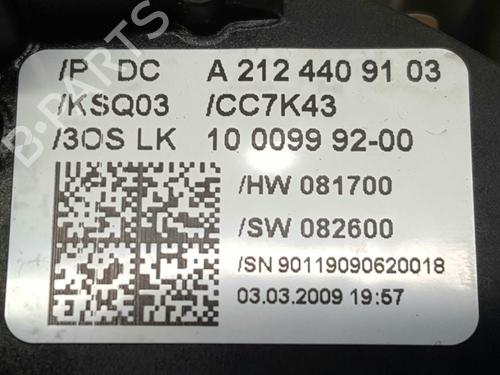 /P DC A 212 440 91 03
/KSQ03 /CC7K43
/3OS LK 10 0099 92-00
/HW 081700
/SW 082600
/SN 90119090620018
03.03.2009 19:57
B-PARTS